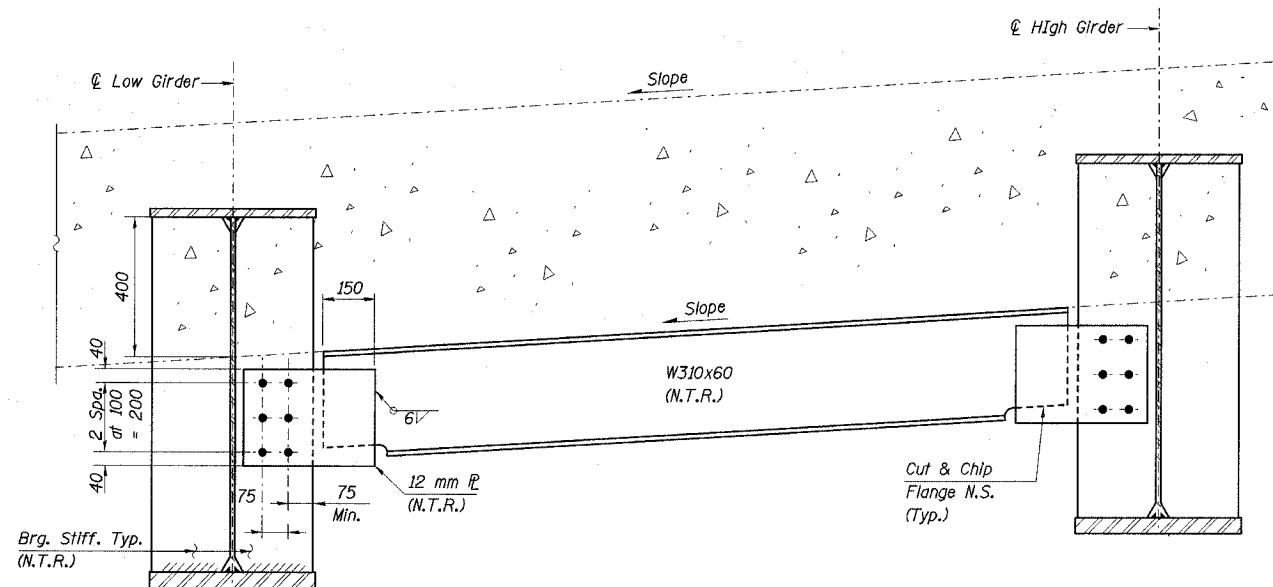 ℄ High Girder
℄ Low Girder
Slope
400
150
Slope
40
W310x60
(N.T.R.)
2 Spa.
at 100
= 200
6
40
12 mm ℙL
(N.T.R.)
75
75
Min.
Cut & Chip
Flange N.S.
(Typ.)
Brg. Stiff. Typ.
(N.T.R.)